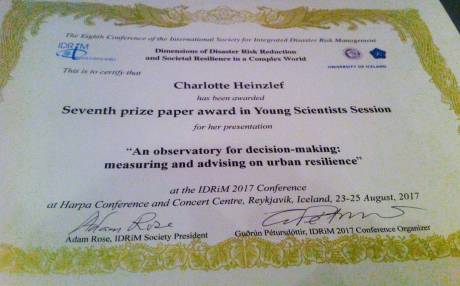 The Eighth Conference of the International Society for Integrated Disaster Risk Management
IDRiM
Dimensions of Disaster Risk Reduction
and Societal Resilience in a Complex World
UNIVERSITY OF ICELAND
This is to certify that
Charlotte Heinzlef
has been awarded
Seventh prize paper award in Young Scientists Session
for her presentation
"An observatory for decision-making:
measuring and advising on urban resilience"
at the IDRiM 2017 Conference
at Harpa Conference and Concert Centre, Reykjavik, Iceland, 23-25 August, 2017
Adam Rose
Adam Rose, IDRiM Society President
Guðrún Pétursdóttir, IDRiM 2017 Conference Organizer